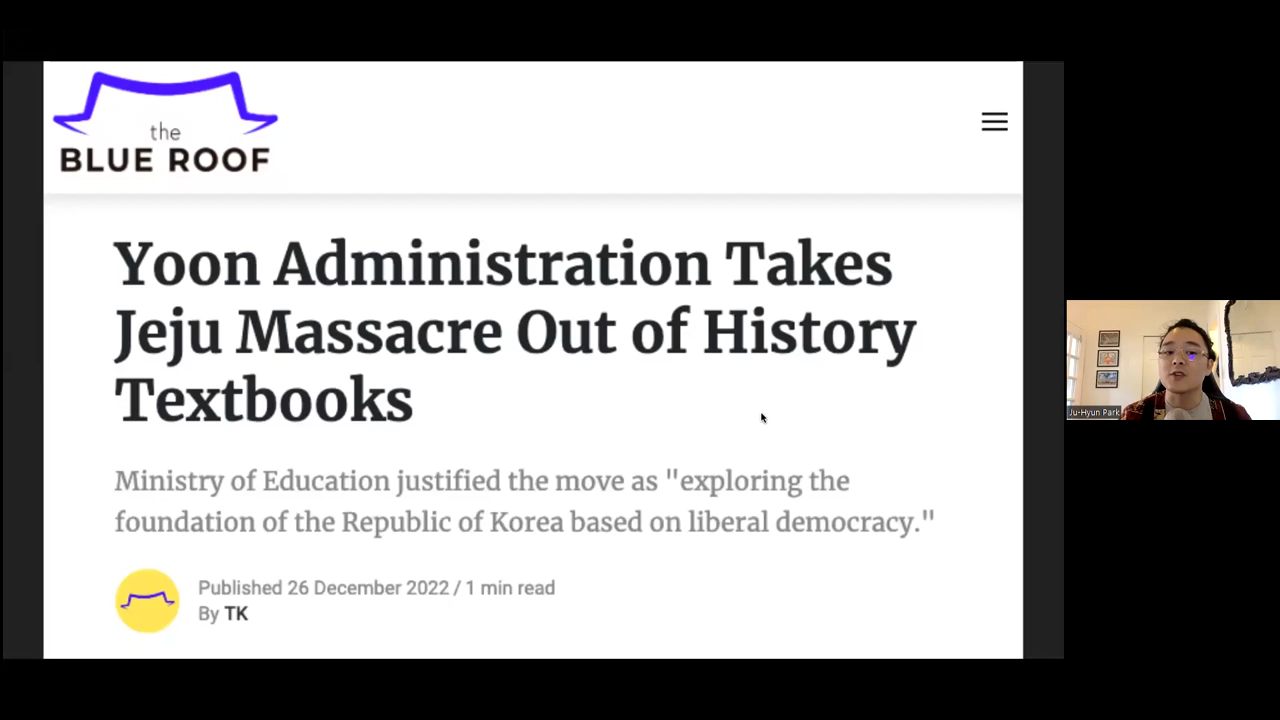 the
BLUE ROOF
Yoon Administration Takes
Jeju Massacre Out of History
Textbooks
Ministry of Education justified the move as "exploring the
foundation of the Republic of Korea based on liberal democracy."
Published 26 December 2022 / 1 min read
By TK
Ju-Hyun Park